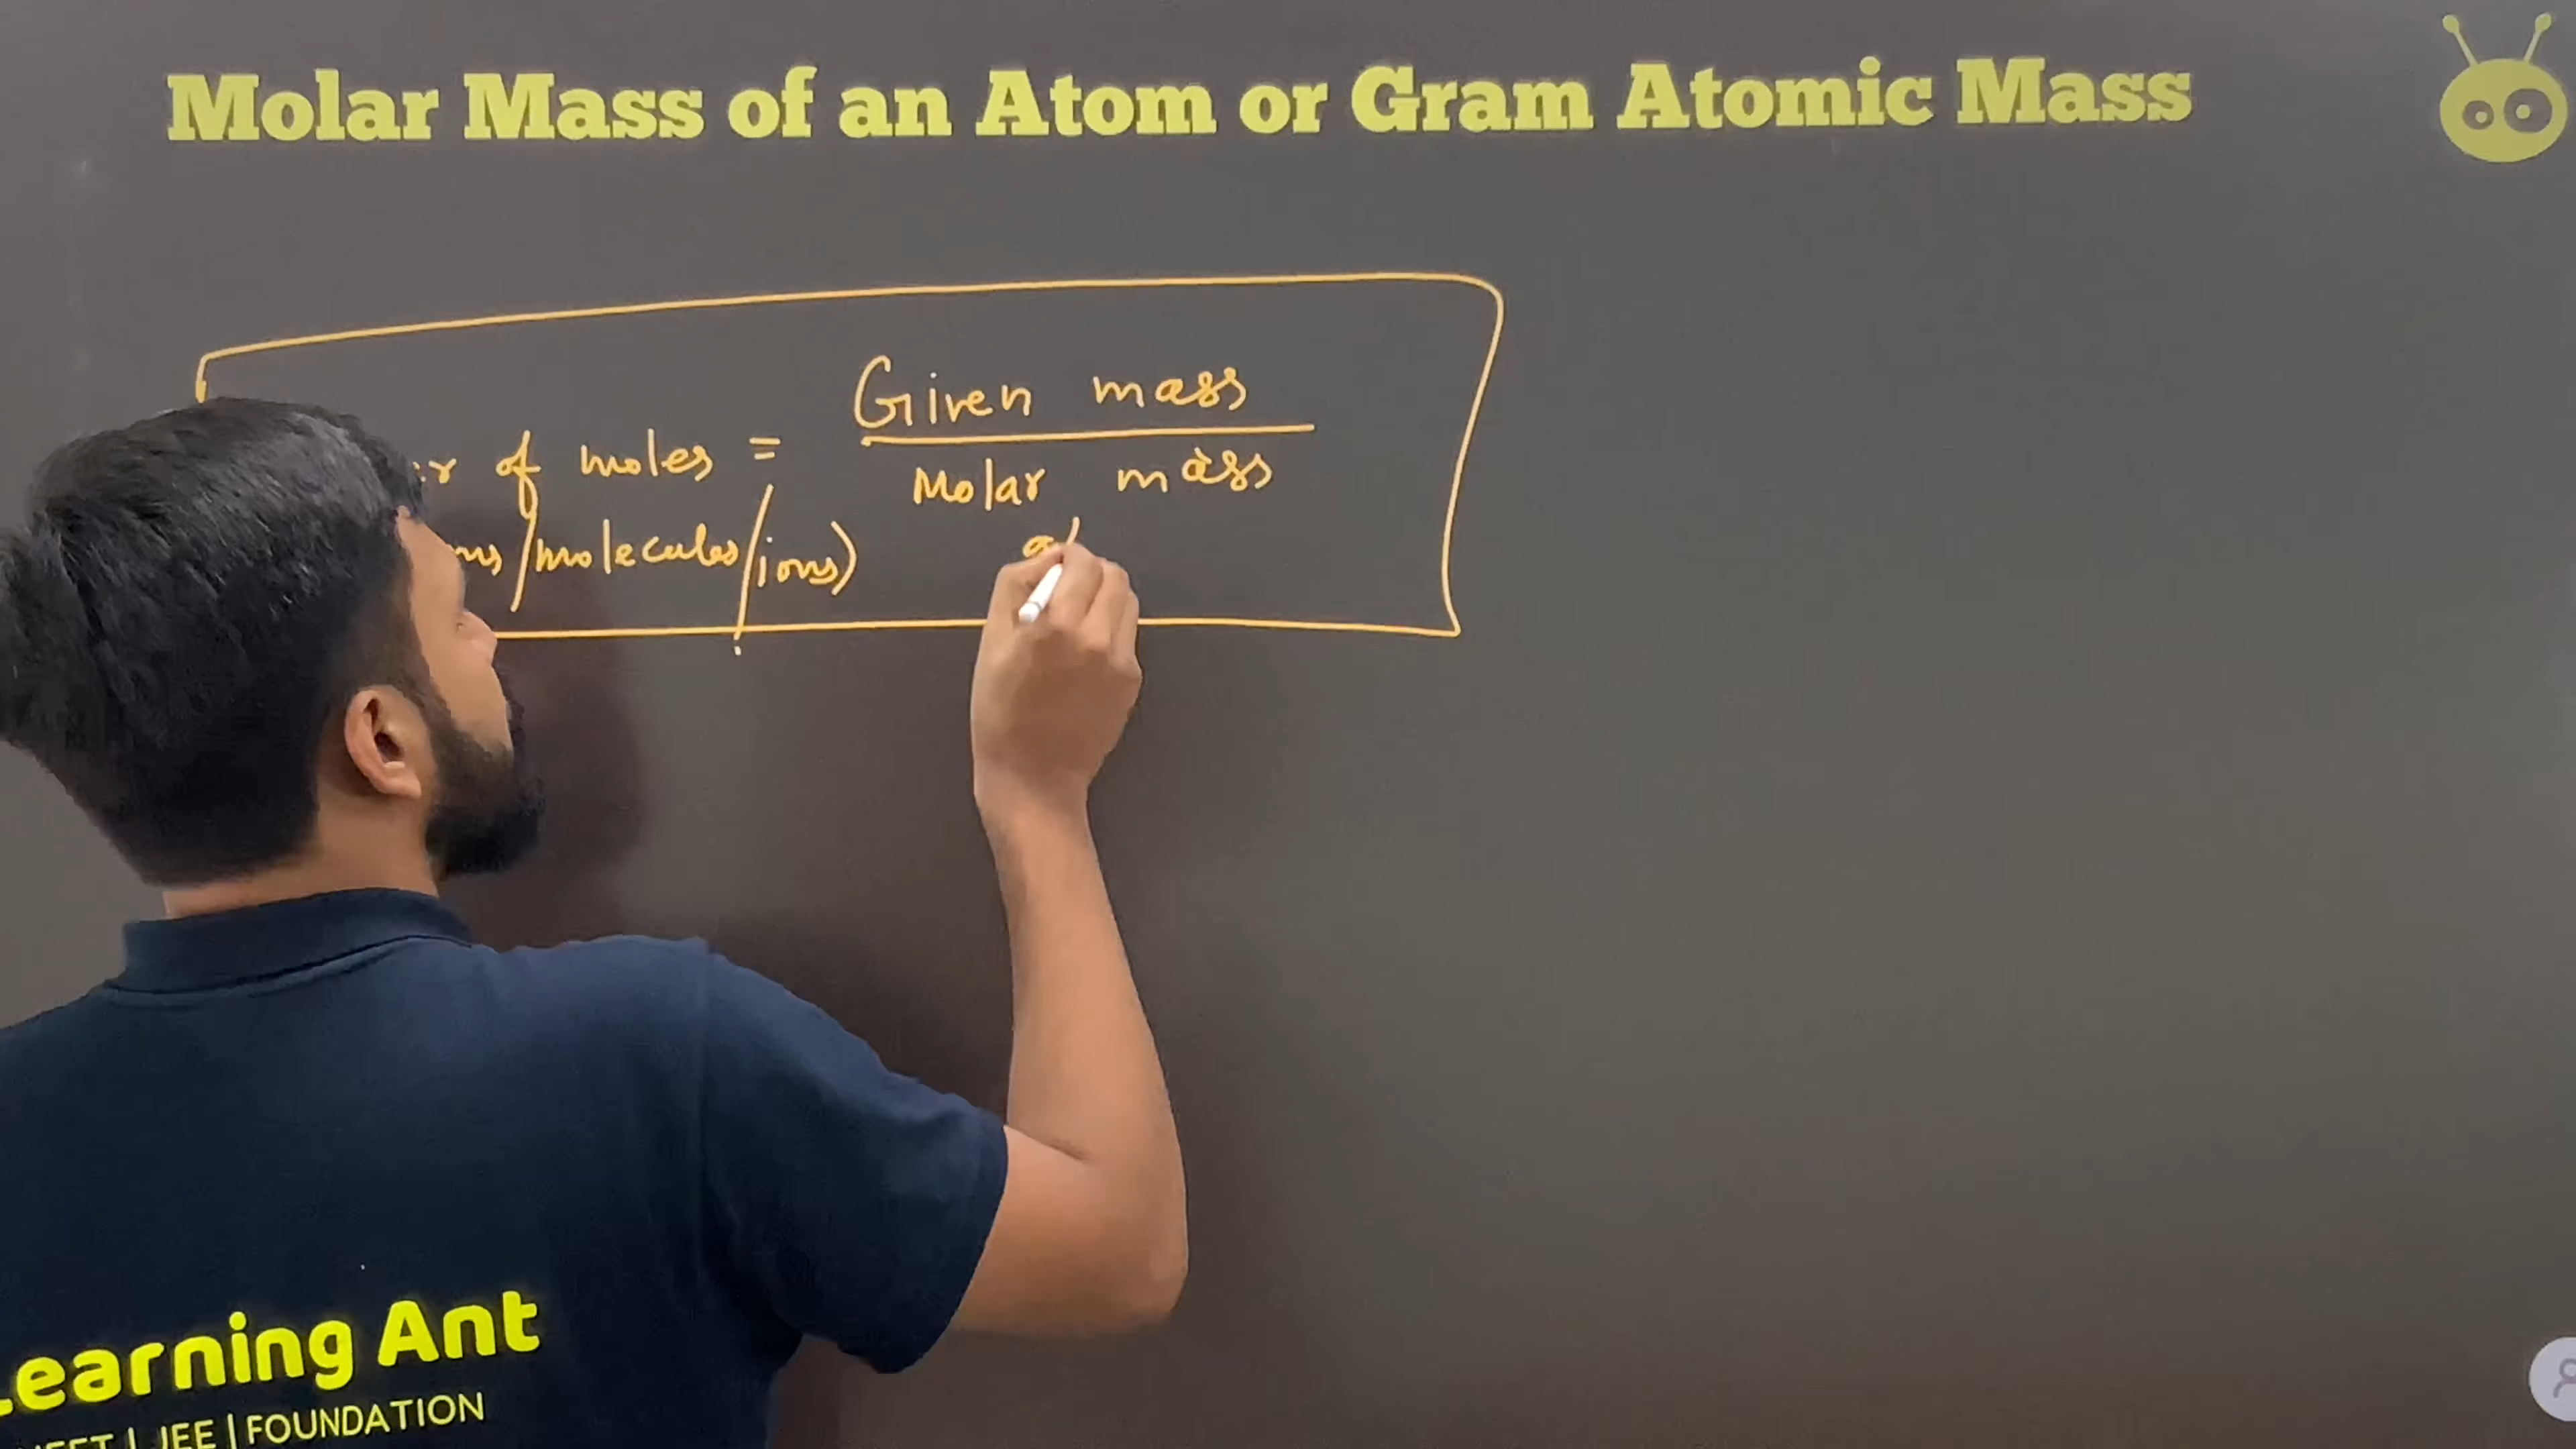 Molar Mass of an Atom or Gram Atomic Mass
of moles = Given mass
Molar mass
/molecules/ions)
Learning Ant
| JEE | FOUNDATION